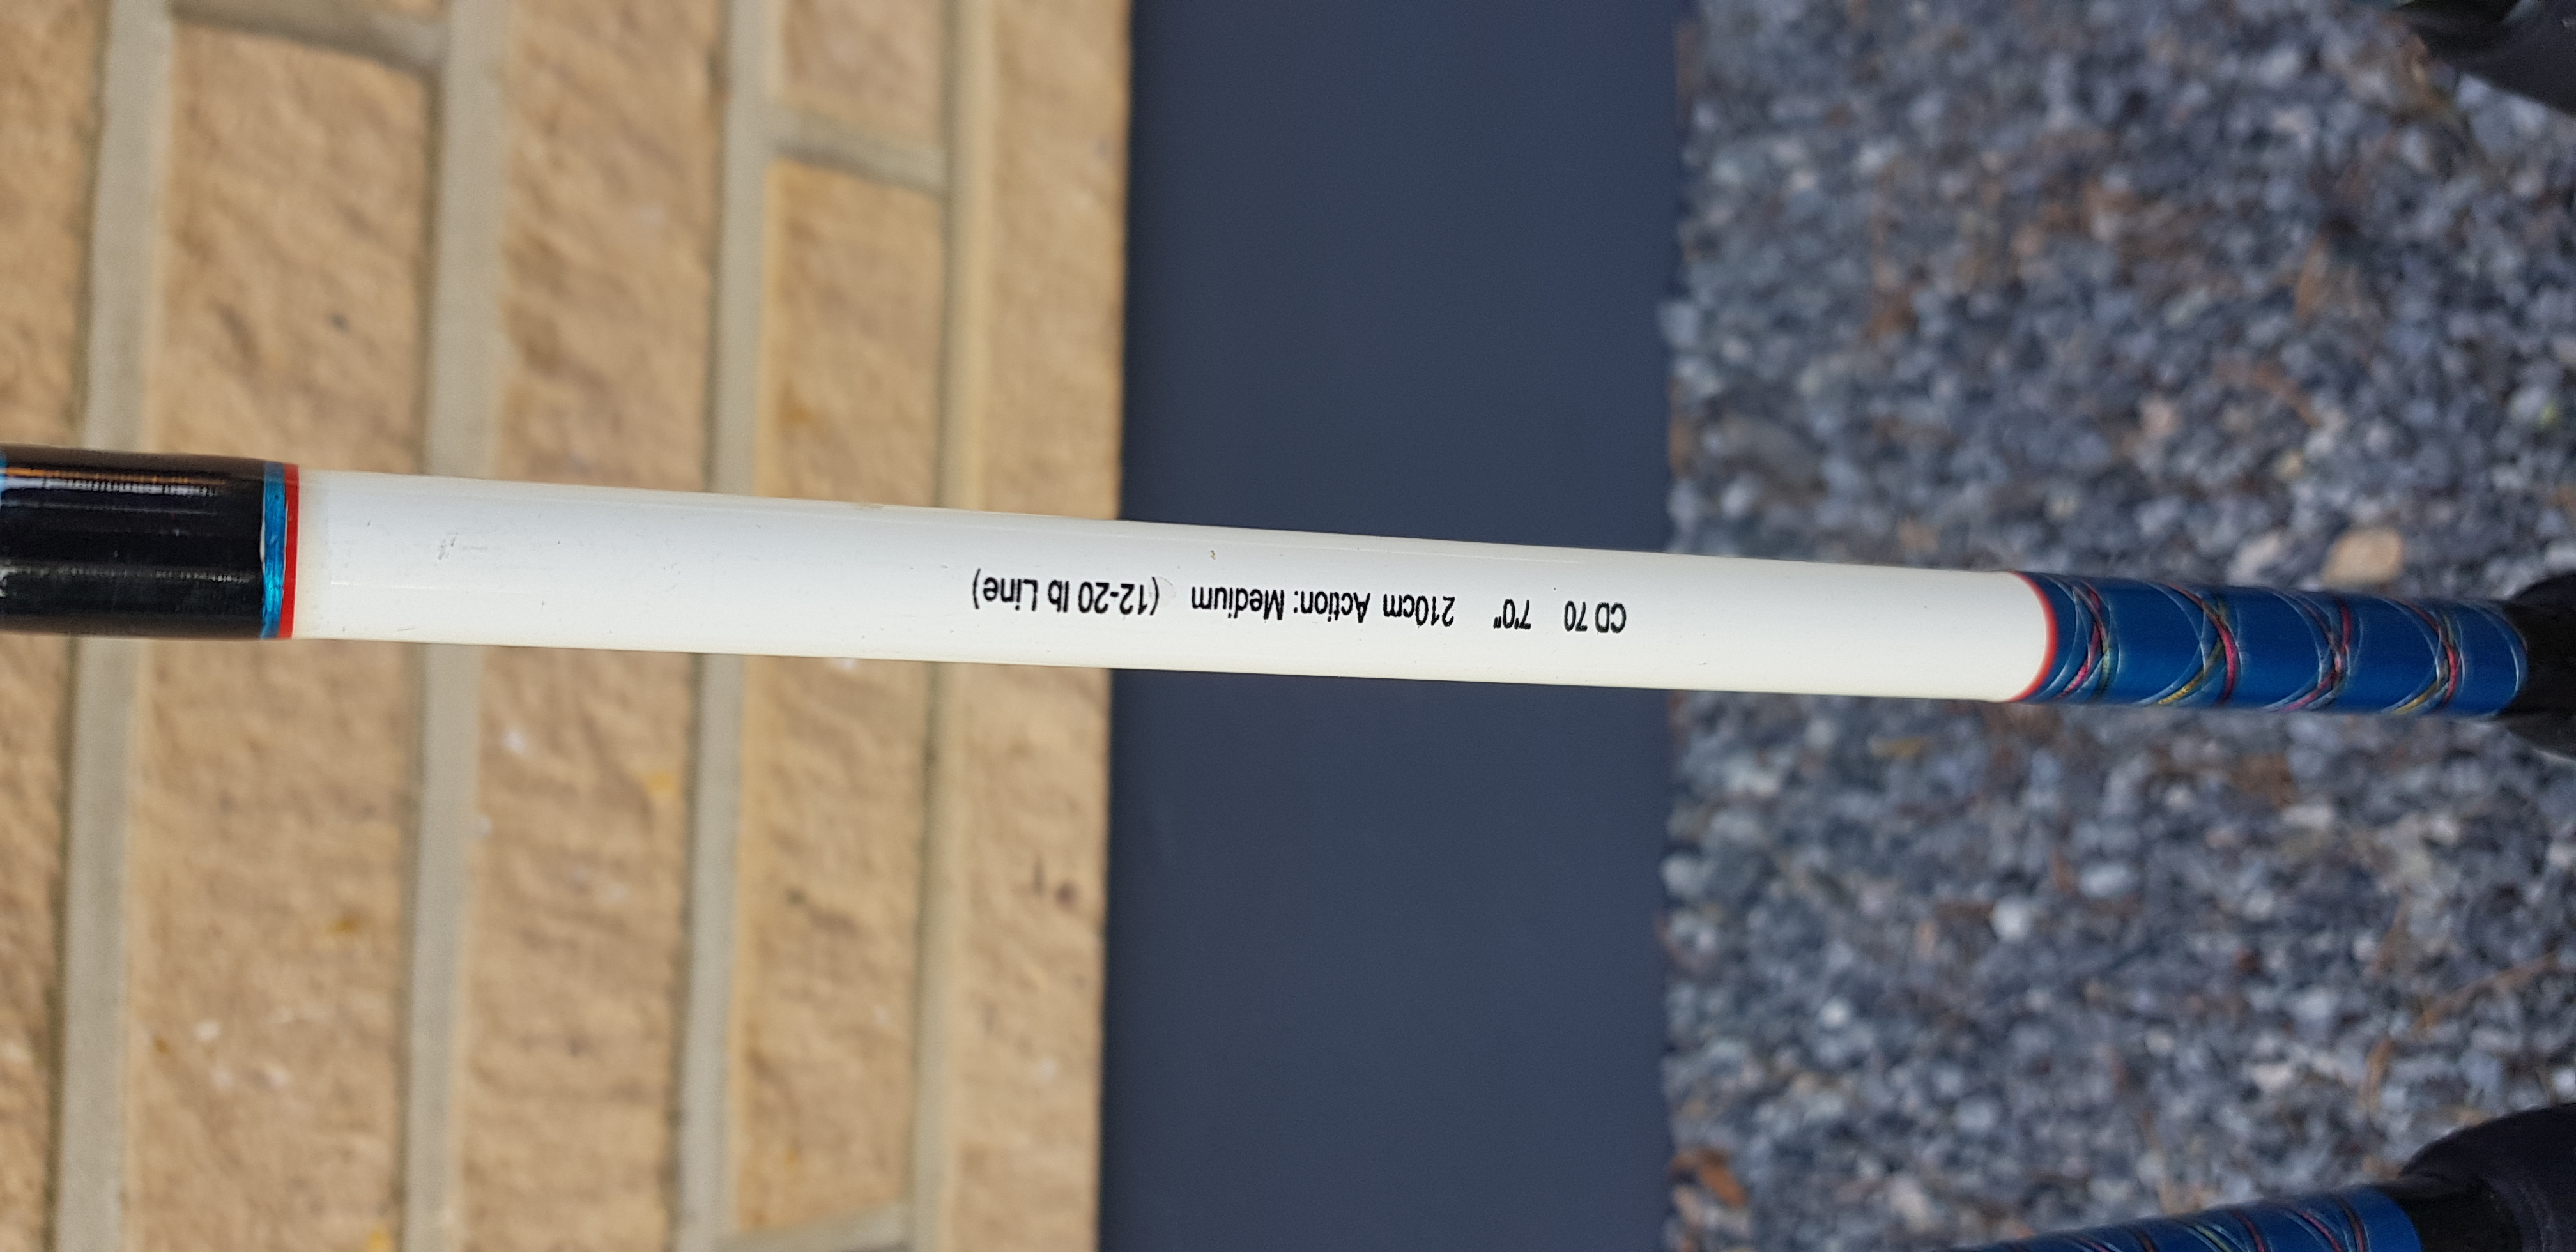 CD 70 7'0" 210cm Action: Medium (12-20 lb Line)